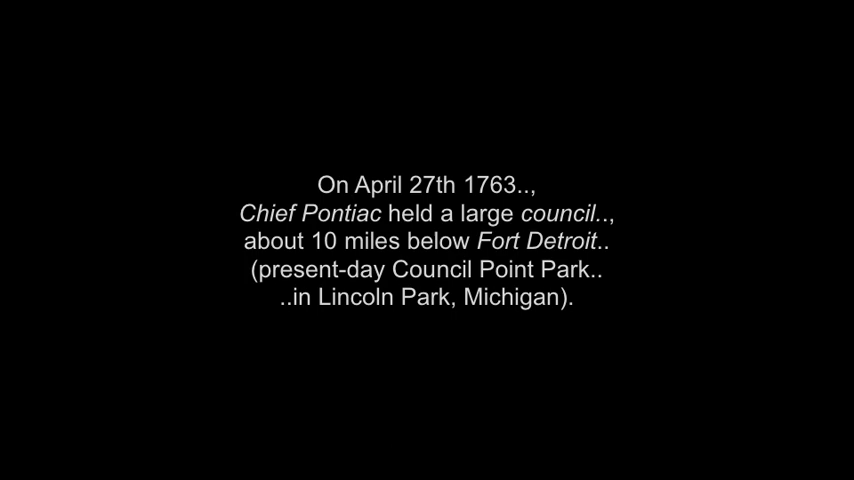 On April 27th 1763..,
Chief Pontiac held a large council..,
about 10 miles below Fort Detroit..
(present-day Council Point Park..
..in Lincoln Park, Michigan).